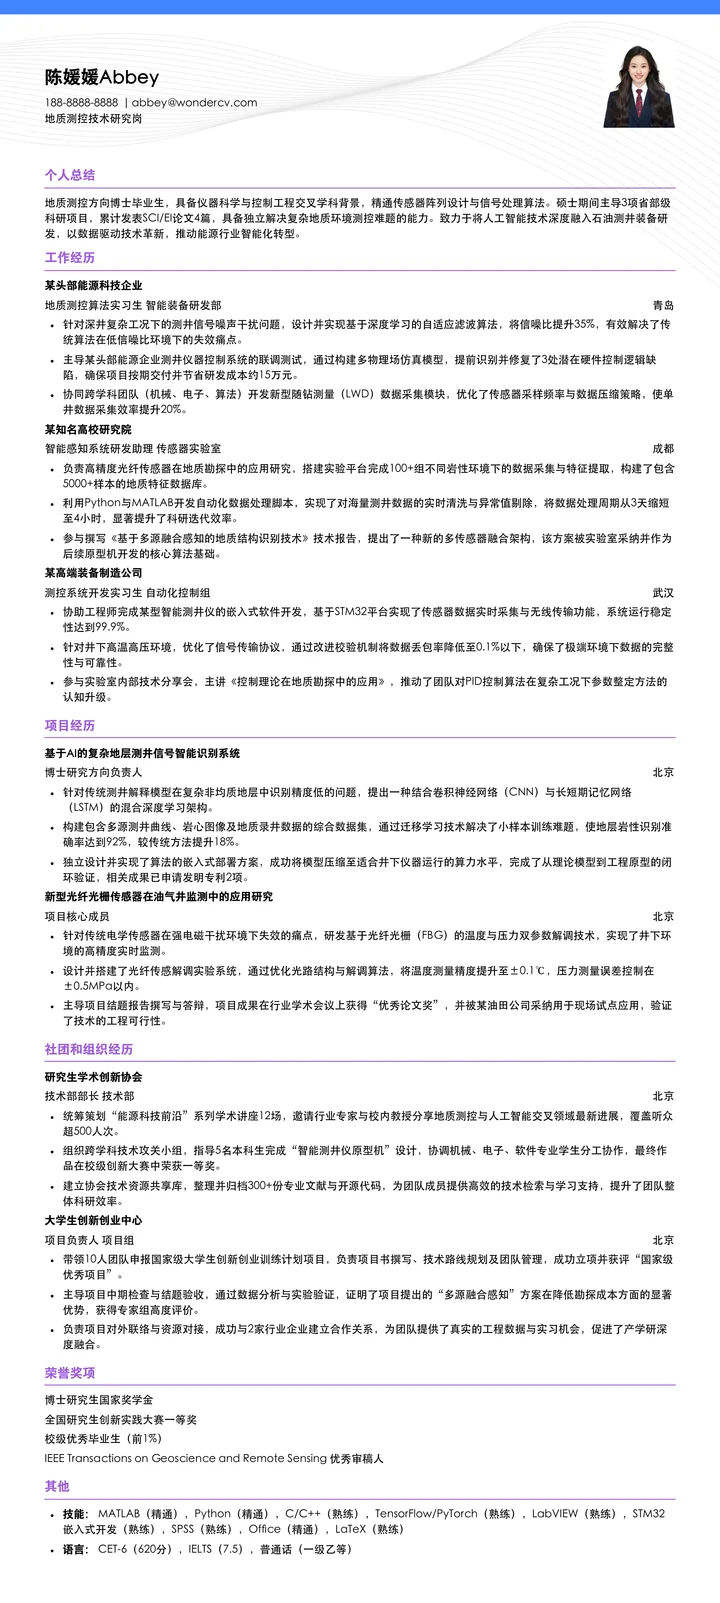 陈媛媛Abbey
188-8888-8888 | abbey@wondercv.com
地质测控技术研究岗
个人总结
地质测控方向博士毕业生，具备仪器科学与控制工程交叉学科背景，精通传感器阵列设计与信号处理算法。硕士期间主导3项省部级
科研项目，累计发表SCI/EI论文4篇，具备独立解决复杂地质环境测控难题的能力。致力于将人工智能技术深度融入石油测井装备研
发，以数据驱动技术革新，推动能源行业智能化转型。
工作经历
某头部能源科技企业
地质测控算法实习生 智能装备研发部 青岛
• 针对深井复杂工况下的测井信号噪声干扰问题，设计并实现基于深度学习的自适应滤波算法，将信噪比提升35%，有效解决了传
统算法在低信噪比环境下的失效痛点。
• 主导某头部能源企业测井仪器控制系统的联调测试，通过构建多物理场仿真模型，提前识别并修复了3处潜在硬件控制逻辑缺
陷，确保项目按期交付并节省研发成本约15万元。
• 协同跨学科团队（机械、电子、算法）开发新型随钻测量（LWD）数据采集模块，优化了传感器采样频率与数据压缩策略，使单
井数据采集效率提升20%。
某知名高校研究院
智能感知系统研发助理 传感器实验室 成都
• 负责高精度光纤传感器在地质勘探中的应用研究，搭建实验平台完成100+组不同岩性环境下的数据采集与特征提取，构建了包含
5000+样本的地质特征数据库。
• 利用Python与MATLAB开发自动化数据处理脚本，实现了对海量测井数据的实时清洗与异常值剔除，将数据处理周期从3天缩短
至4小时，显著提升了科研迭代效率。
• 参与撰写《基于多源融合感知的地质结构识别技术》技术报告，提出了一种新的多传感器融合架构，该方案被实验室采纳并作为
后续原型机开发的核心算法基础。
某高端装备制造公司
测控系统开发实习生 自动化控制组 武汉
• 协助工程师完成某型智能测井仪的嵌入式软件开发，基于STM32平台实现了传感器数据实时采集与无线传输功能，系统运行稳定
性达到99.9%。
• 针对井下高温高压环境，优化了信号传输协议，通过改进校验机制将数据丢包率降低至0.1%以下，确保了极端环境下数据的完整
性与可靠性。
• 参与实验室内部技术分享会，主讲《控制理论在地质勘探中的应用》，推动了团队对PID控制算法在复杂工况下参数整定方法的
认知升级。
项目经历
基于AI的复杂地层测井信号智能识别系统
博士研究方向负责人 北京
• 针对传统测井解释模型在复杂非均质地层中识别精度低的问题，提出一种结合卷积神经网络（CNN）与长短期记忆网络
（LSTM）的混合深度学习架构。
• 构建包含多源测井曲线、岩心图像及地质录井数据的综合数据集，通过迁移学习技术解决了小样本训练难题，使地层岩性识别准
确率达到92%，较传统方法提升18%。
• 独立设计并实现了算法的嵌入式部署方案，成功将模型压缩至适合井下仪器运行的算力水平，完成了从理论模型到工程原型的闭
环验证，相关成果已申请发明专利2项。
新型光纤光栅传感器在油气井监测中的应用研究
项目核心成员 北京
• 针对传统电学传感器在强电磁干扰环境下失效的痛点，研发基于光纤光栅（FBG）的温度与压力双参数解调技术，实现了井下环
境的高精度实时监测。
• 设计并搭建了光纤传感解调实验系统，通过优化光路结构与解调算法，将温度测量精度提升至±0.1℃，压力测量误差控制在
±0.5MPa以内。
• 主导项目结题报告撰写与答辩，项目成果在行业学术会议上获得“优秀论文奖”，并被某油田公司采纳用于现场试点应用，验证
了技术的工程可行性。
社团和组织经历
研究生学术创新协会
技术部部长 技术部 北京
• 统筹策划“能源科技前沿”系列学术讲座12场，邀请行业专家与校内教授分享地质测控与人工智能交叉领域最新进展，覆盖听众
超500人次。
• 组织跨学科技术攻关小组，指导5名本科生完成“智能测井仪原型机”设计，协调机械、电子、软件专业学生分工协作，最终作
品在校级创新大赛中荣获一等奖。
• 建立协会技术资源共享库，整理并归档300+份专业文献与开源代码，为团队成员提供高效的技术检索与学习支持，提升了团队整
体科研效率。
大学生创新创业中心
项目负责人 项目组 北京
• 带领10人团队申报国家级大学生创新创业训练计划项目，负责项目书撰写、技术路线规划及团队管理，成功立项并获评“国家级
优秀项目”。
• 主导项目中期检查与结题验收，通过数据分析与实验验证，证明了项目提出的“多源融合感知”方案在降低勘探成本方面的显著
优势，获得专家组高度评价。
• 负责项目对外联络与资源对接，成功与2家行业企业建立合作关系，为团队提供了真实的工程数据与实习机会，促进了产学研深
度融合。
荣誉奖项
博士研究生国家奖学金
全国研究生创新实践大赛一等奖
校级优秀毕业生（前1%）
IEEE Transactions on Geoscience and Remote Sensing 优秀审稿人
其他
• 技能： MATLAB（精通），Python（精通），C/C++（熟练），TensorFlow/PyTorch（熟练），LabVIEW（熟练），STM32
嵌入式开发（熟练），SPSS（熟练），Office（精通），LaTeX（熟练）
• 语言： CET-6（620分），IELTS（7.5），普通话（一级乙等）